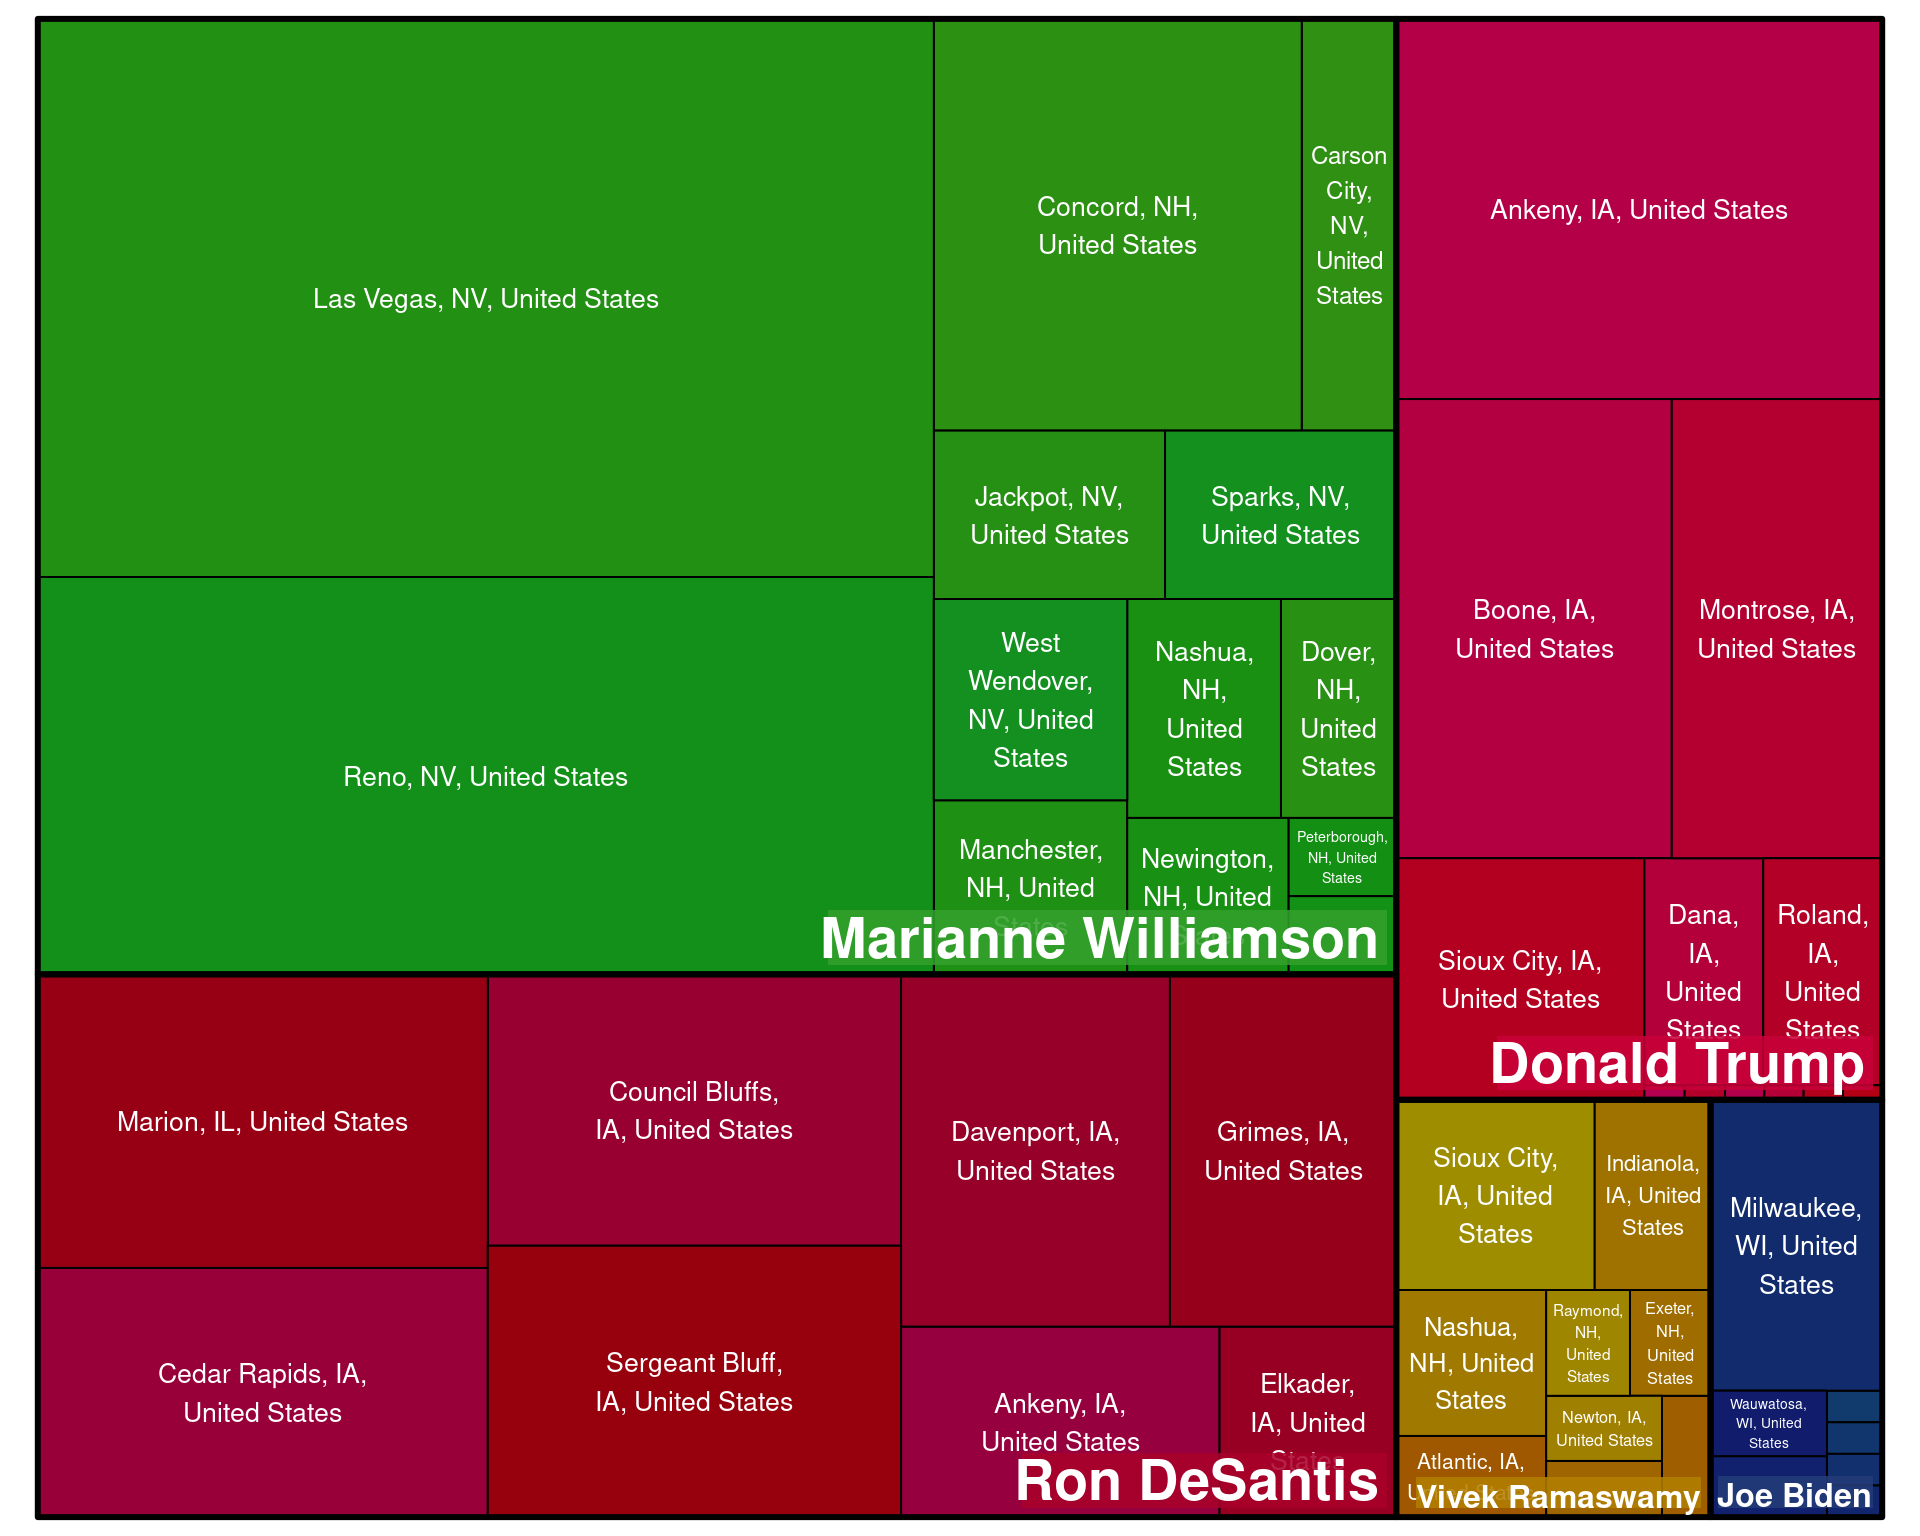 Las Vegas, NV, United States
Reno, NV, United States
Concord, NH,
United States
Carson
City,
NV,
United
States
Jackpot, NV,
United States
Sparks, NV,
United States
West
Wendover,
NV, United
States
Nashua,
NH,
United
States
Dover,
NH,
United
States
Manchester,
NH, United
States
Newington,
NH, United
Peterborough,
NH, United
States
Marianne Williamson
Ankeny, IA, United States
Boone, IA,
United States
Montrose, IA,
United States
Sioux City, IA,
United States
Dana,
IA,
United
States
Roland,
IA,
United
States
Donald Trump
Marion, IL, United States
Cedar Rapids, IA,
United States
Council Bluffs,
IA, United States
Sergeant Bluff,
IA, United States
Davenport, IA,
United States
Grimes, IA,
United States
Ankeny, IA,
United States
Elkader,
IA, United
States
Ron DeSantis
Sioux City,
IA, United
States
Indianola,
IA, United
States
Nashua,
NH, United
States
Raymond,
NH,
United
States
Exeter,
NH,
United
States
Newton, IA,
United States
Atlantic, IA,
Vivek Ramaswamy
Milwaukee,
WI, United
States
Wauwatosa,
WI, United
States
Joe Biden